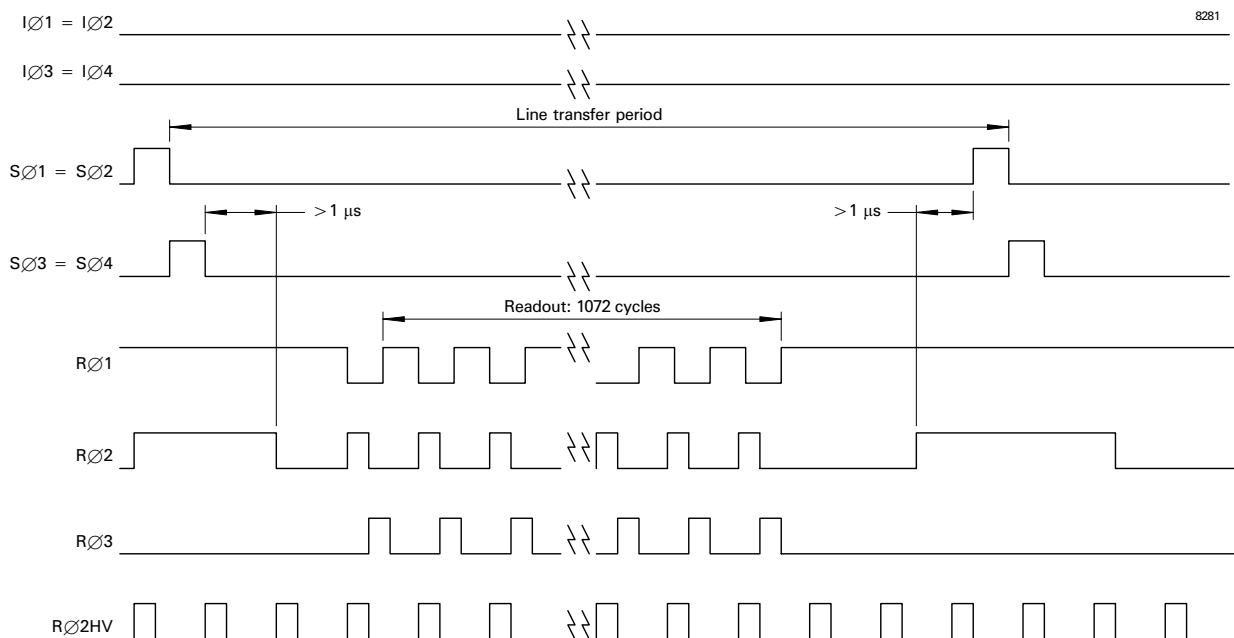 8281
IØ1 = IØ2
IØ3 = IØ4
Line transfer period
SØ1 = SØ2
>1 µs
>1 µs
SØ3 = SØ4
Readout: 1072 cycles
RØ1
RØ2
RØ3
RØ2HV